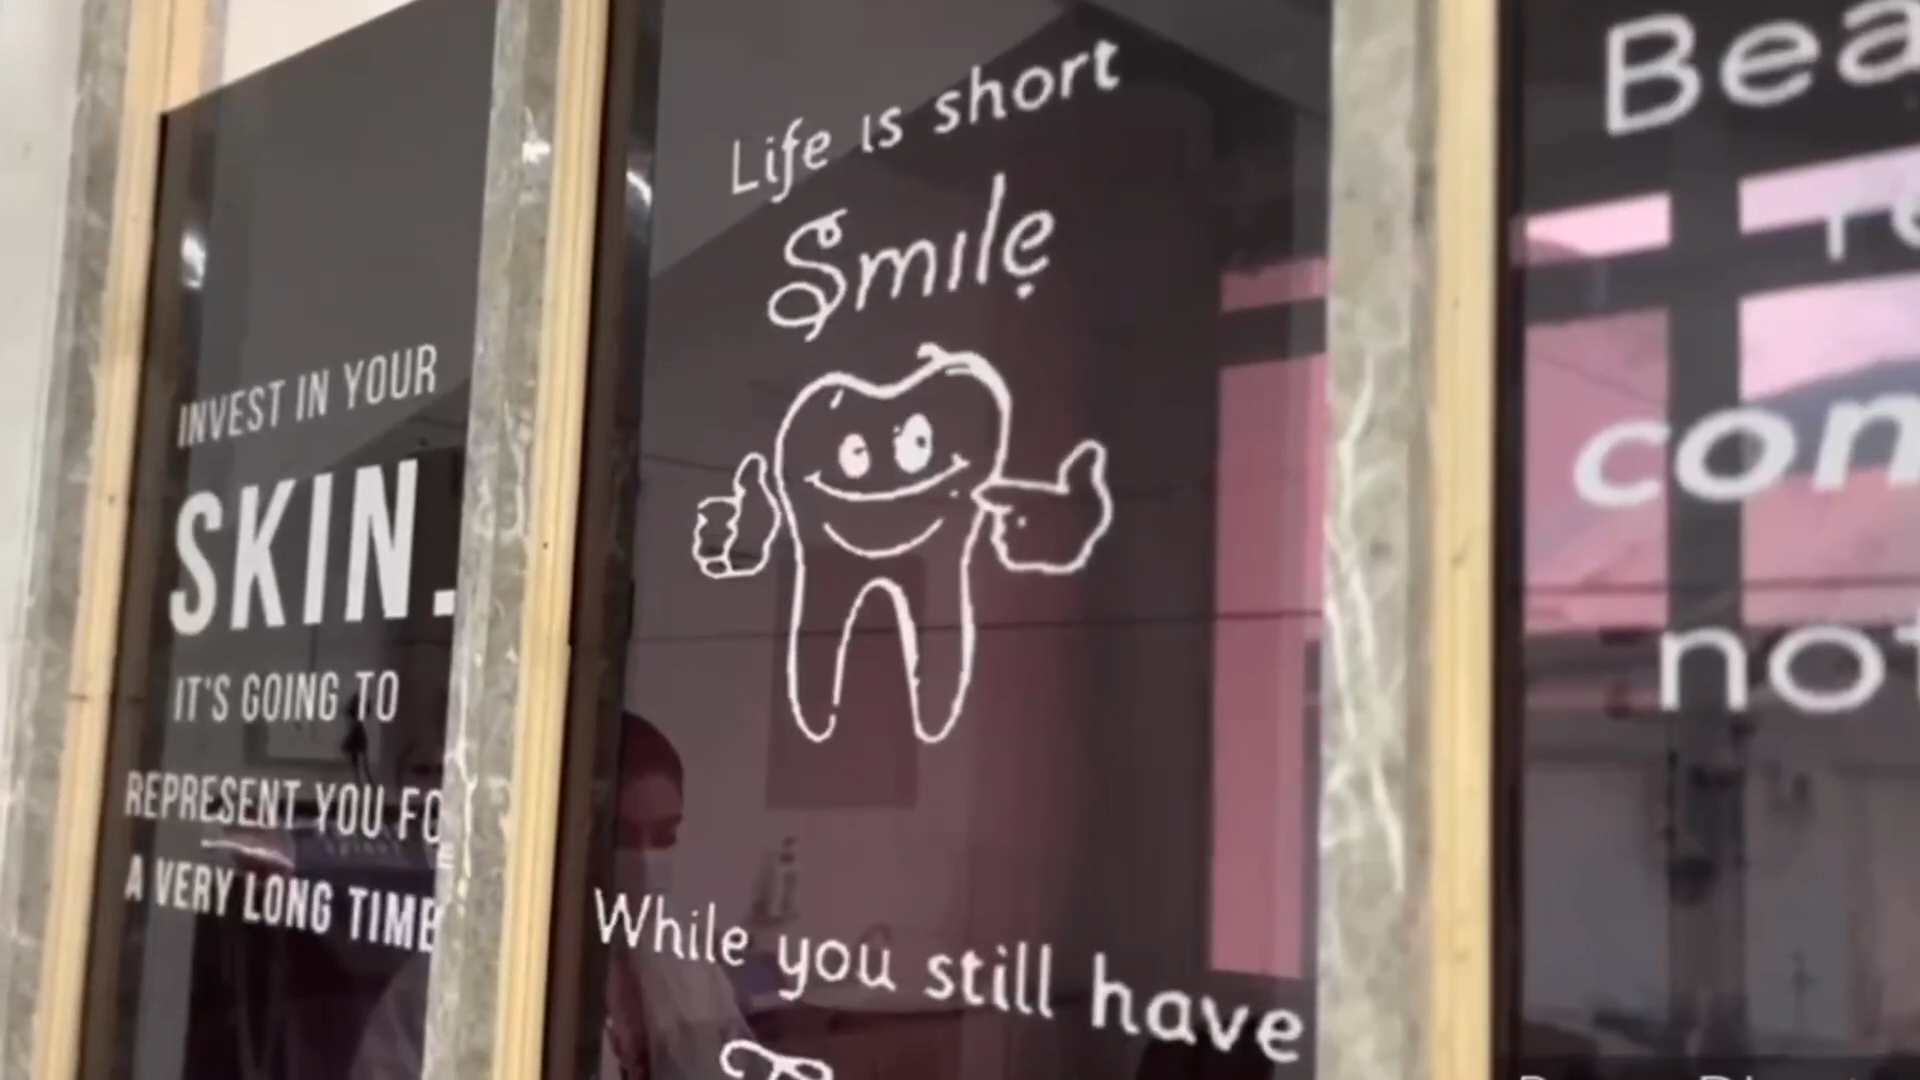 INVEST IN YOUR
SKIN.
IT'S GOING TO
REPRESENT YOU FO
A VERY LONG TIME
Life is short
Smile
While you still have
Bea
con
not